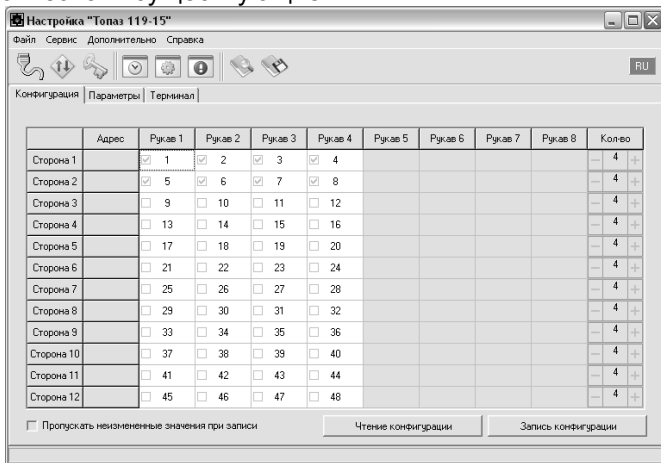 Настройка "Топаз 119-15"
Файл Сервис Дополнительно Справка
RU
Конфигурация Параметры Терминал
Адрес Рукав 1 Рукав 2 Рукав 3 Рукав 4 Рукав 5 Рукав 6 Рукав 7 Рукав 8 Кол-во
Сторона 1 1 2 3 4 4
Сторона 2 5 6 7 8 4
Сторона 3 9 10 11 12 4
Сторона 4 13 14 15 16 4
Сторона 5 17 18 19 20 4
Сторона 6 21 22 23 24 4
Сторона 7 25 26 27 28 4
Сторона 8 29 30 31 32 4
Сторона 9 33 34 35 36 4
Сторона 10 37 38 39 40 4
Сторона 11 41 42 43 44 4
Сторона 12 45 46 47 48 4
Пропускать неизмененные значения при записи Чтение конфигурации Запись конфигурации